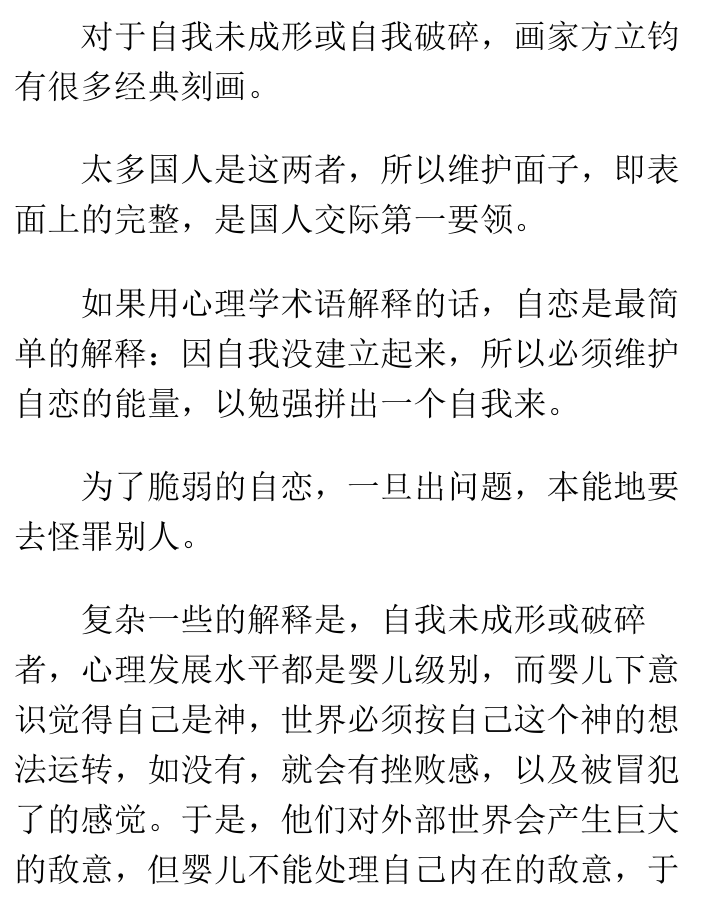 对于自我未成形或自我破碎，画家方立钧
有很多经典刻画。
太多国人是这两者，所以维护面子，即表
面上的完整，是国人交际第一要领。
如果用心理学术语解释的话，自恋是最简
单的解释：因自我没建立起来，所以必须维护
自恋的能量，以勉强拼出一个自我来。
为了脆弱的自恋，一旦出问题，本能地要
去怪罪别人。
复杂一些的解释是，自我未成形或破碎
者，心理发展水平都是婴儿级别，而婴儿下意
识觉得自己是神，世界必须按自己这个神的想
法运转，如没有，就会有挫败感，以及被冒犯
了的感觉。于是，他们对外部世界会产生巨大
的敌意，但婴儿不能处理自己内在的敌意，于